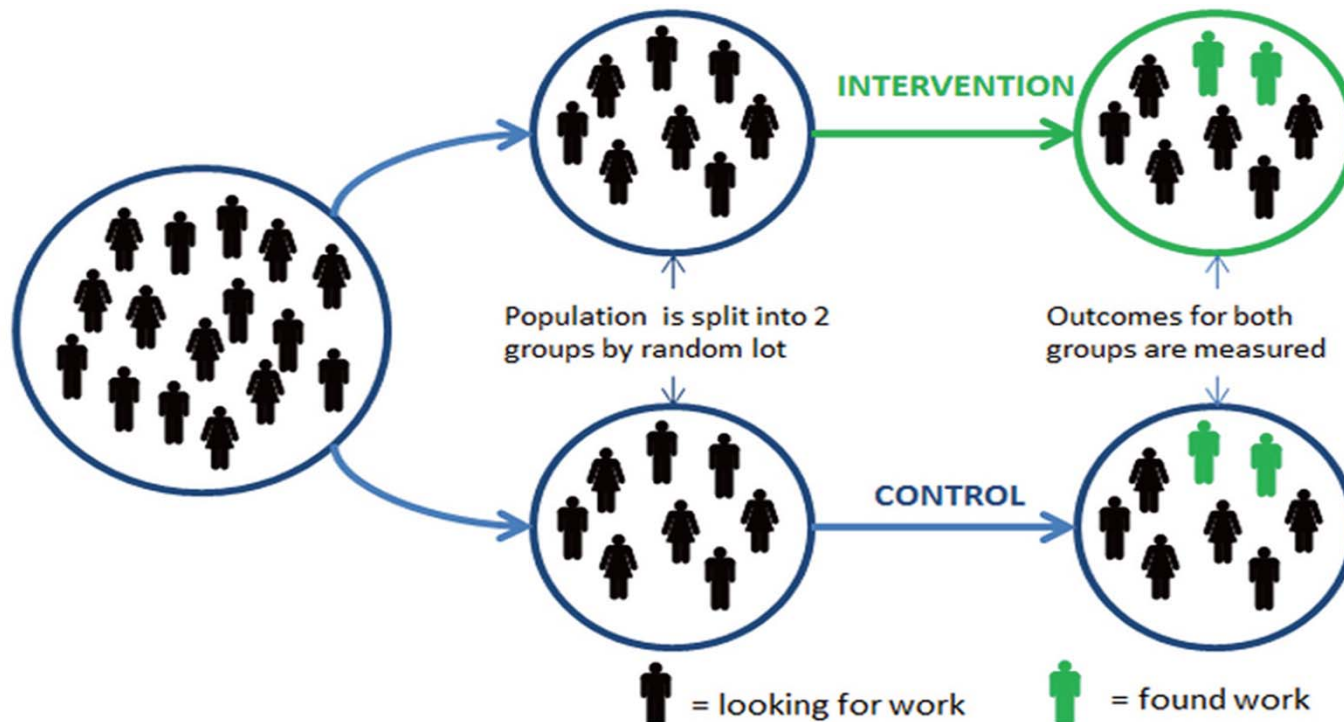 INTERVENTION
Population is split into 2
groups by random lot
Outcomes for both
groups are measured
CONTROL
= looking for work
= found work